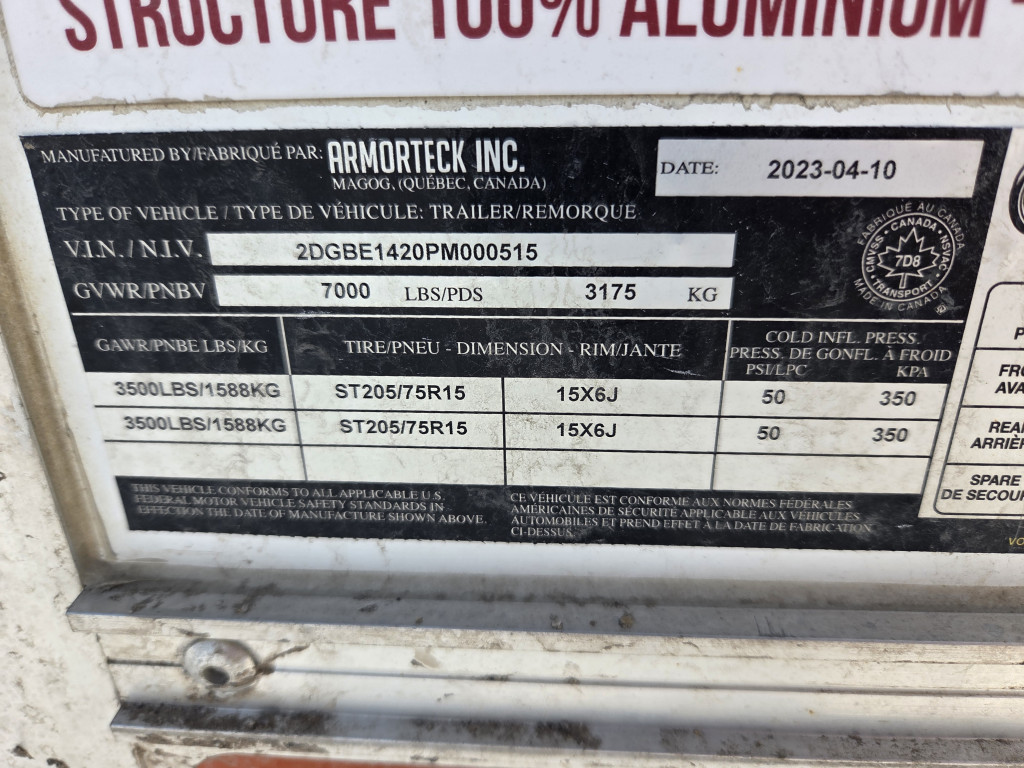 STRUCTURE 100% ALUMINIUM
MANUFATURED BY/FABRIQUÉ PAR: ARMORTECK INC.
MAGOG, (QUÉBEC, CANADA)
DATE: 2023-04-10
TYPE OF VEHICLE / TYPE DE VÉHICULE: TRAILER/REMORQUE
V.I.N./N.I.V. 2DGBE1420PM000515
GVWR/PNBV 7000 LBS/PDS 3175 KG
FABRIQUÉ AU CANADA
CMVSS · CANADA · NSVAC
7D8
TRANSPORT
MADE IN CANADA
GAWR/PNBE LBS/KG TIRE/PNEU - DIMENSION - RIM/JANTE COLD INFL. PRESS.
PRESS. DE GONFL. À FROID
PSI/LPC KPA
3500LBS/1588KG ST205/75R15 15X6J 50 350
3500LBS/1588KG ST205/75R15 15X6J 50 350
THIS VEHICLE CONFORMS TO ALL APPLICABLE U.S.
FEDERAL MOTOR VEHICLE SAFETY STANDARDS IN
EFFECTION THE DATE OF MANUFACTURE SHOWN ABOVE.
CE VÉHICULE EST CONFORME AUX NORMES FÉDÉRALES
AMÉRICAINES DE SÉCURITÉ APPLICABLE AUX VÉHICULES
AUTOMOBILES ET PREND EFFET À LA DATE DE FABRICATION
CI-DESSUS.
P
FRO
AVA
REAR
ARRIÈR
SPARE
DE SECOUR
VO